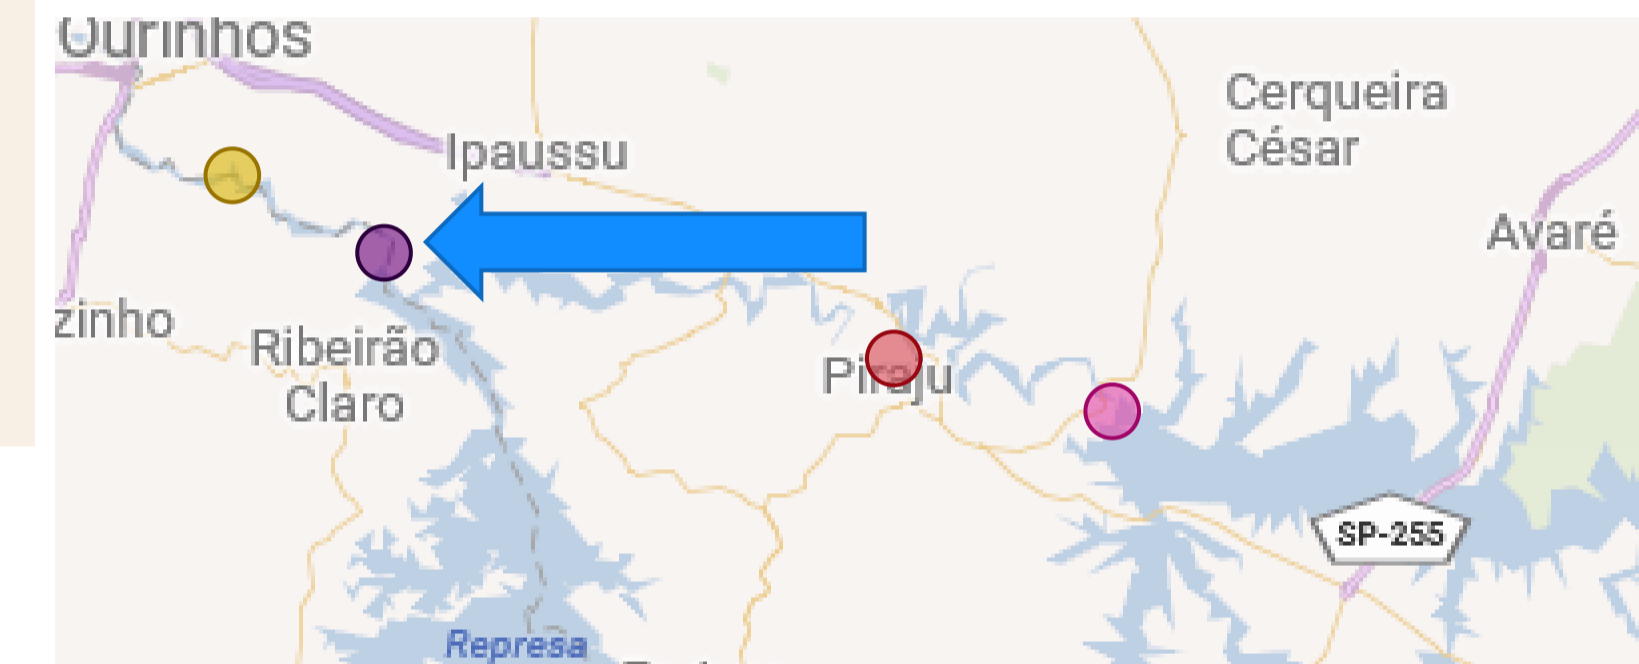 Ourinhos
Ipaussu
Cerqueira
César
Avaré
zinho
Ribeirão
Claro
Piraju
SP-255
Represa